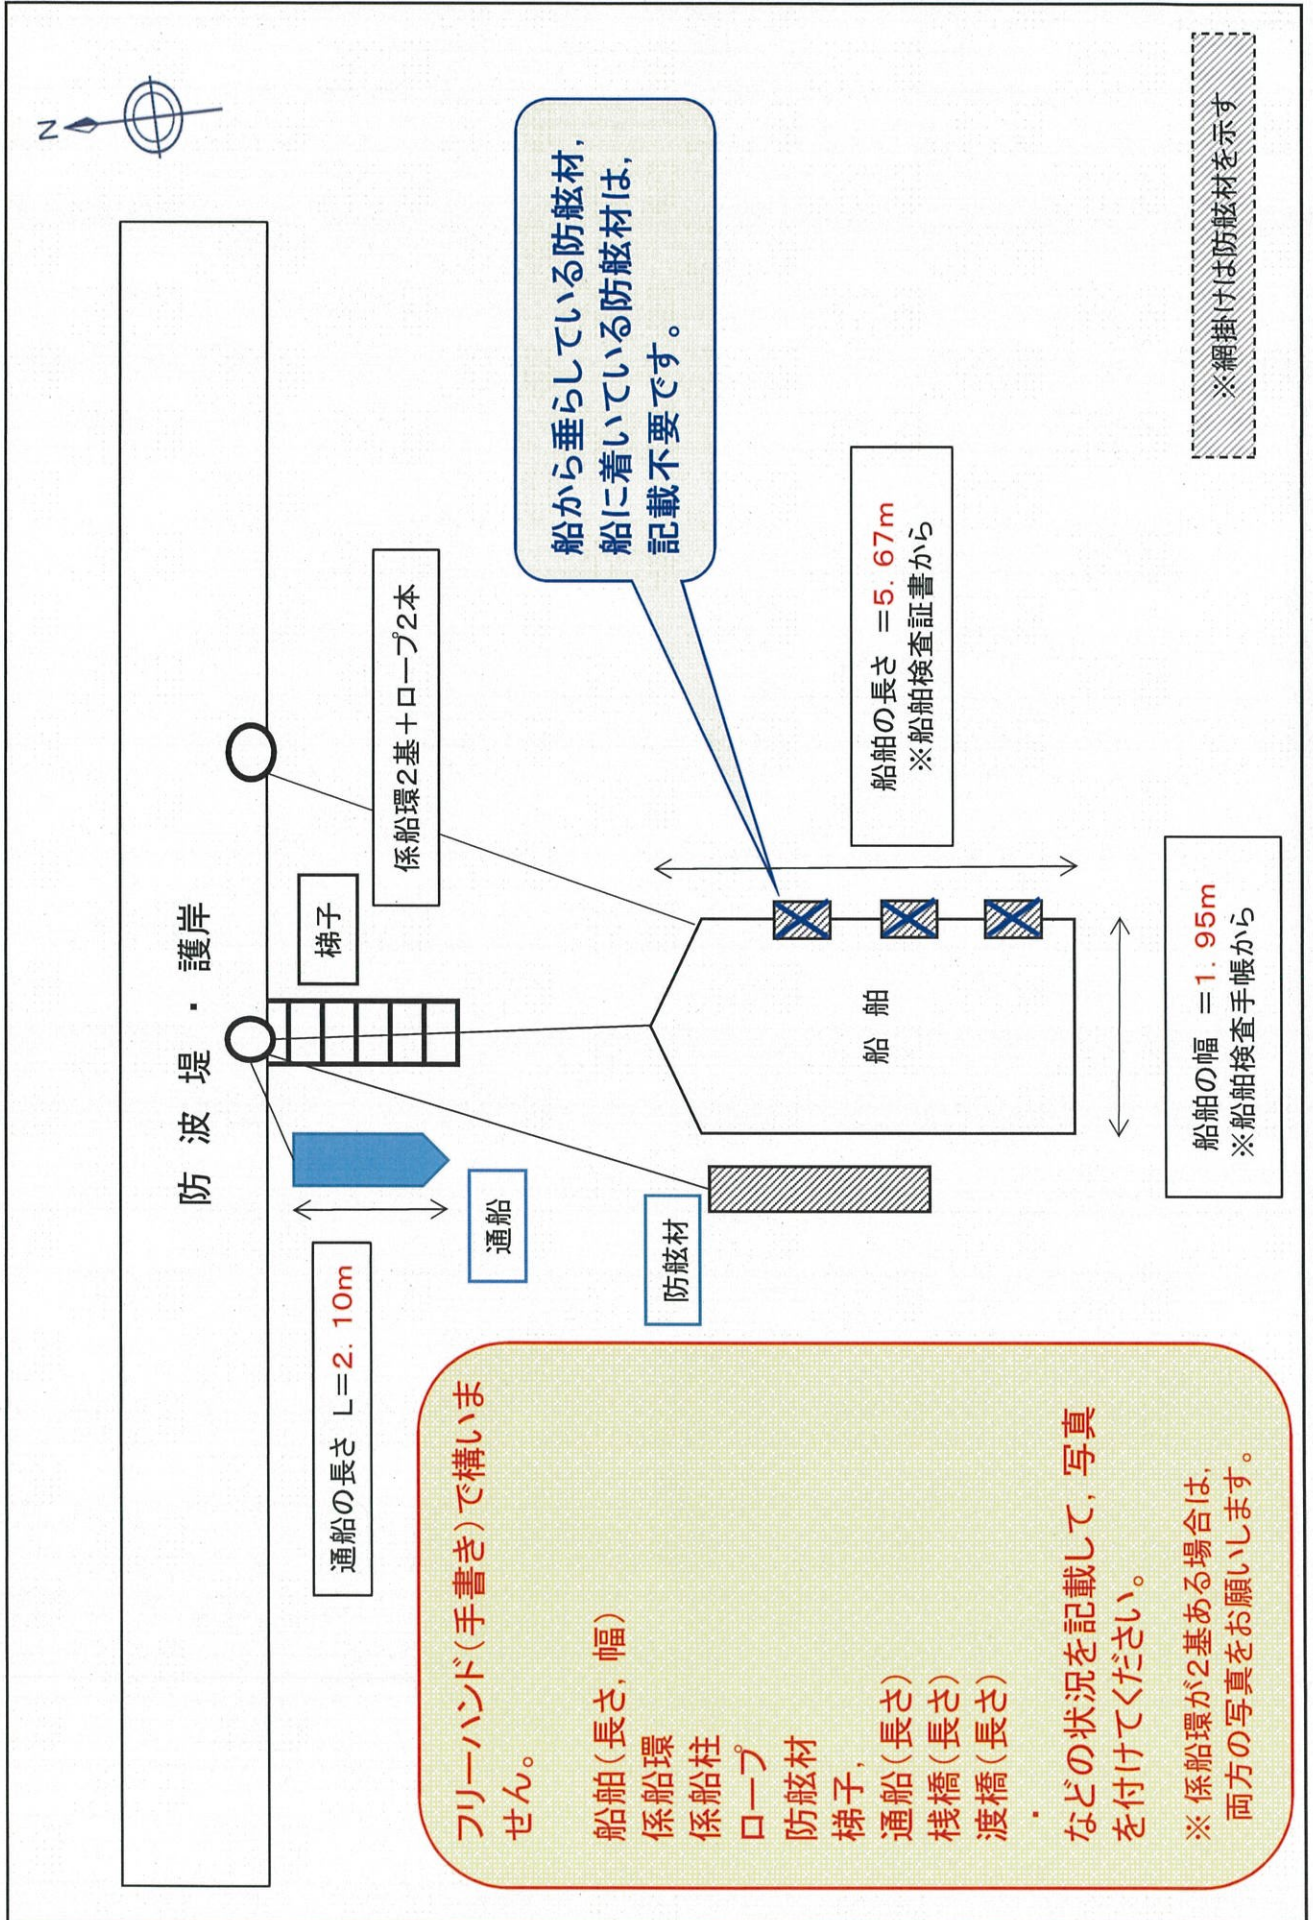 N
防 波 堤 ・ 護岸
梯子
係船環2基＋ロープ2本
通船の長さ L＝2．10m
通船
防舷材
船 舶
船から垂らしている防舷材，
船に着いている防舷材は，
記載不要です。
船舶の長さ ＝5．67m
※船舶検査証書から
船舶の幅 ＝1．95m
※船舶検査手帳から
※網掛けは防舷材を示す
フリーハンド（手書き）で構いま
せん。
船舶（長さ，幅）
係船環
係船柱
ロープ
防舷材
梯子，
通船（長さ）
桟橋（長さ）
渡橋（長さ）
・
などの状況を記載して，写真
を付けてください。
※ 係船環が2基ある場合は，
両方の写真をお願いします。